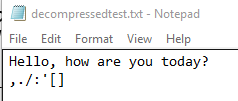 decompressedtest.txt - Notepad
File Edit Format View Help
Hello, how are you today?
,./:'[]